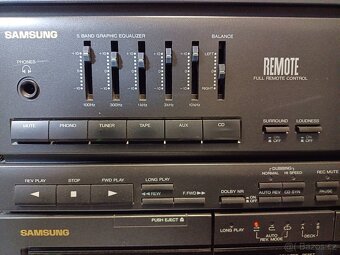 SAMSUNG
5 BAND GRAPHIC EQUALIZER
BALANCE
PHONES
LEFT
RIGHT
100Hz 300Hz 1KHz 3KHz 10KHz
REMOTE
FULL REMOTE CONTROL
SURROUND LOUDNESS
MUTE PHONO TUNER TAPE AUX CD
ON ON
OFF OFF
REV PLAY STOP FWD PLAY
LONG PLAY
REW F.FWD
DOLBY NR
DUBBING
NORMAL HI SPEED
REC MUTE
AUTO REV CD SYN
PAUSE
SAMSUNG
PUSH EJECT
LONG PLAY
AUTO REV. MODE
DECK